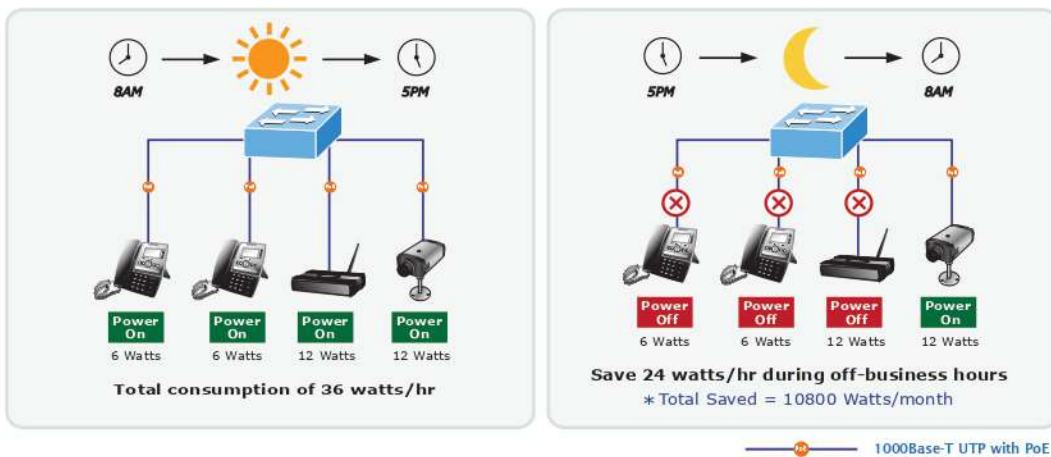 8AM
5PM
Power
On
6 Watts
Power
On
6 Watts
Power
On
12 Watts
Power
On
12 Watts
Total consumption of 36 watts/hr
5PM
8AM
Power
Off
6 Watts
Power
Off
6 Watts
Power
Off
12 Watts
Power
On
12 Watts
Save 24 watts/hr during off-business hours
* Total Saved = 10800 Watts/month
1000Base-T UTP with PoE